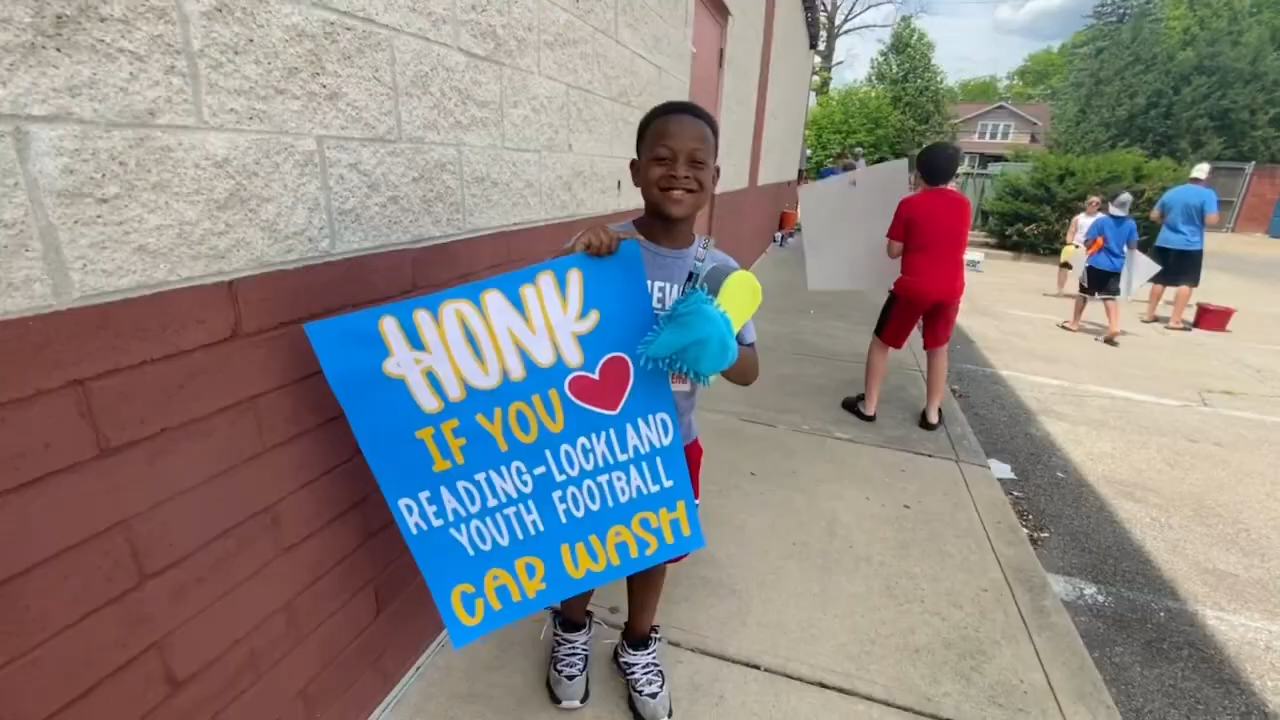 HONK
IF YOU
READING-LOCKLAND
YOUTH FOOTBALL
CAR WASH